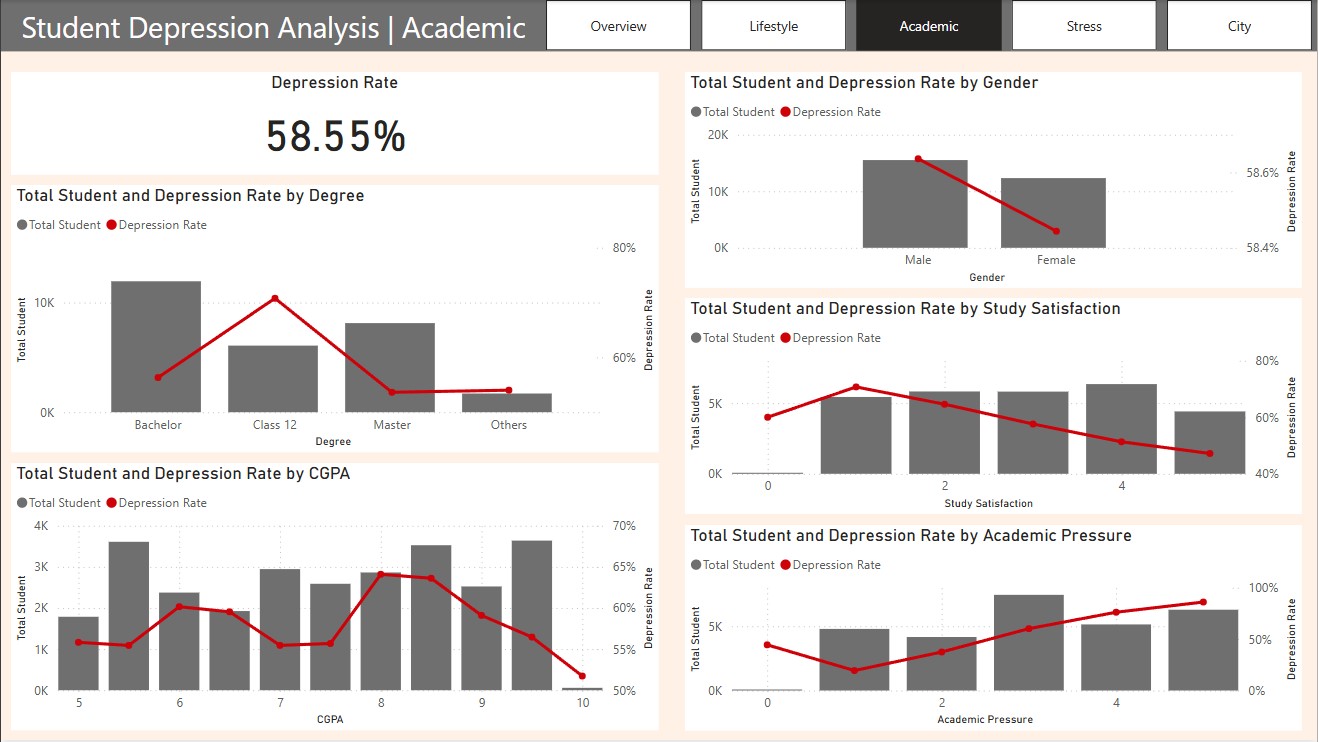 Student Depression Analysis | Academic
Overview
Lifestyle
Academic
Stress
City
Depression Rate
58.55%
Total Student and Depression Rate by Degree
Total Student Depression Rate
80%
10K
60%
0K
Total Student
Depression Rate
Bachelor Class 12 Master Others
Degree
Total Student and Depression Rate by CGPA
Total Student Depression Rate
4K 70%
3K 65%
2K 60%
1K 55%
0K 50%
Total Student
Depression Rate
5 6 7 8 9 10
CGPA
Total Student and Depression Rate by Gender
Total Student Depression Rate
20K
58.6%
10K
0K 58.4%
Total Student
Depression Rate
Male Female
Gender
Total Student and Depression Rate by Study Satisfaction
Total Student Depression Rate
80%
5K 60%
0K 40%
Total Student
Depression Rate
0 2 4
Study Satisfaction
Total Student and Depression Rate by Academic Pressure
Total Student Depression Rate
100%
5K 50%
0K 0%
Total Student
Depression Rate
0 2 4
Academic Pressure